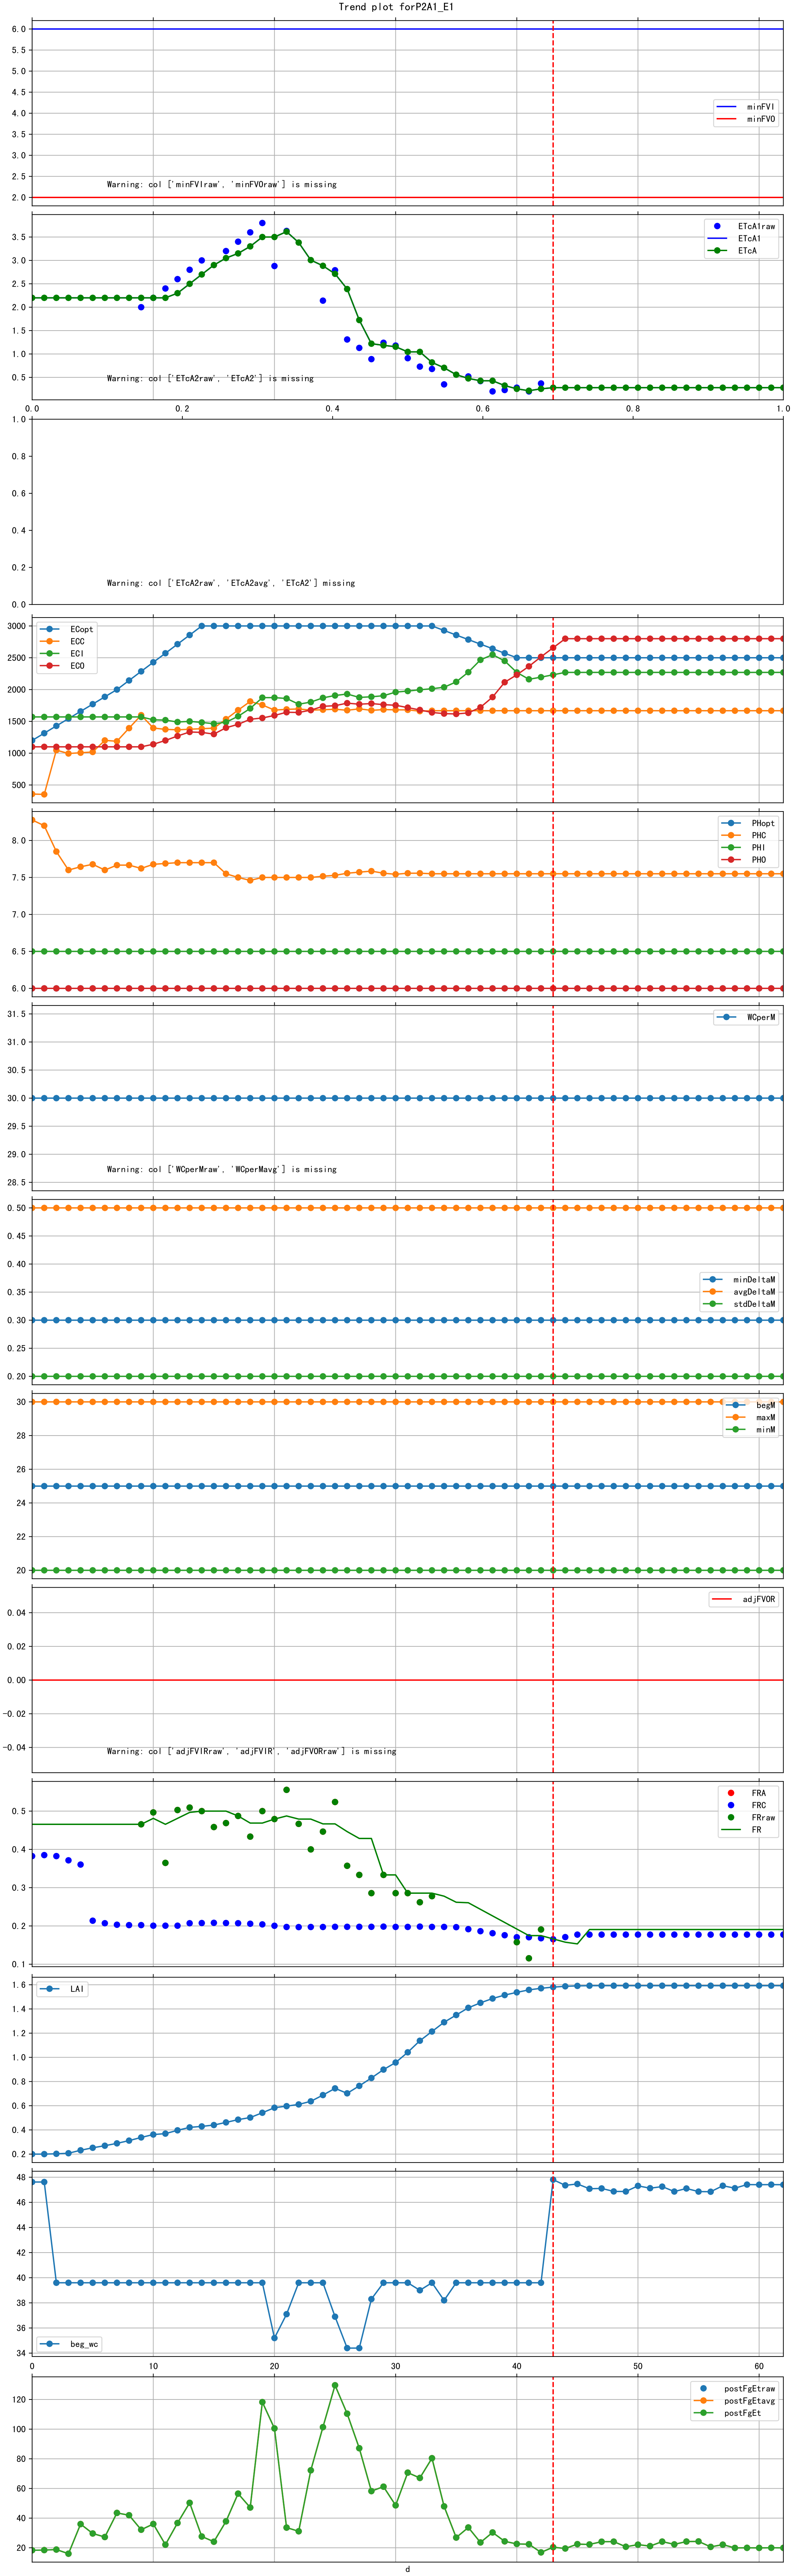 Trend plot forP2A1_E1
6.0
5.5
5.0
4.5
4.0
3.5
3.0
2.5
2.0
minFVI
minFVO
Warning: col ['minFVIraw', 'minFVOraw'] is missing
3.5
3.0
2.5
2.0
1.5
1.0
0.5
ETcA1raw
ETcA1
ETcA
Warning: col ['ETcA2raw', 'ETcA2'] is missing
0.0 0.2 0.4 0.6 0.8 1.0
1.0
0.8
0.6
0.4
0.2
0.0
Warning: col ['ETcA2raw', 'ETcA2avg', 'ETcA2'] missing
3000
2500
2000
1500
1000
500
ECopt
ECC
ECI
ECO
8.0
7.5
7.0
6.5
6.0
PHopt
PHC
PHI
PHO
31.5
31.0
30.5
30.0
29.5
29.0
28.5
WCperM
Warning: col ['WCperMraw', 'WCperMavg'] is missing
0.50
0.45
0.40
0.35
0.30
0.25
0.20
minDeltaM
avgDeltaM
stdDeltaM
30
28
26
24
22
20
begM
maxM
minM
0.04
0.02
0.00
-0.02
-0.04
adjFVOR
Warning: col ['adjFVIRraw', 'adjFVIR', 'adjFVORraw'] is missing
0.5
0.4
0.3
0.2
0.1
FRA
FRC
FRraw
FR
1.6
1.4
1.2
1.0
0.8
0.6
0.4
0.2
LAI
48
46
44
42
40
38
36
34
beg_wc
0 10 20 30 40 50 60
120
100
80
60
40
20
postFgEtraw
postFgEtavg
postFgEt
d